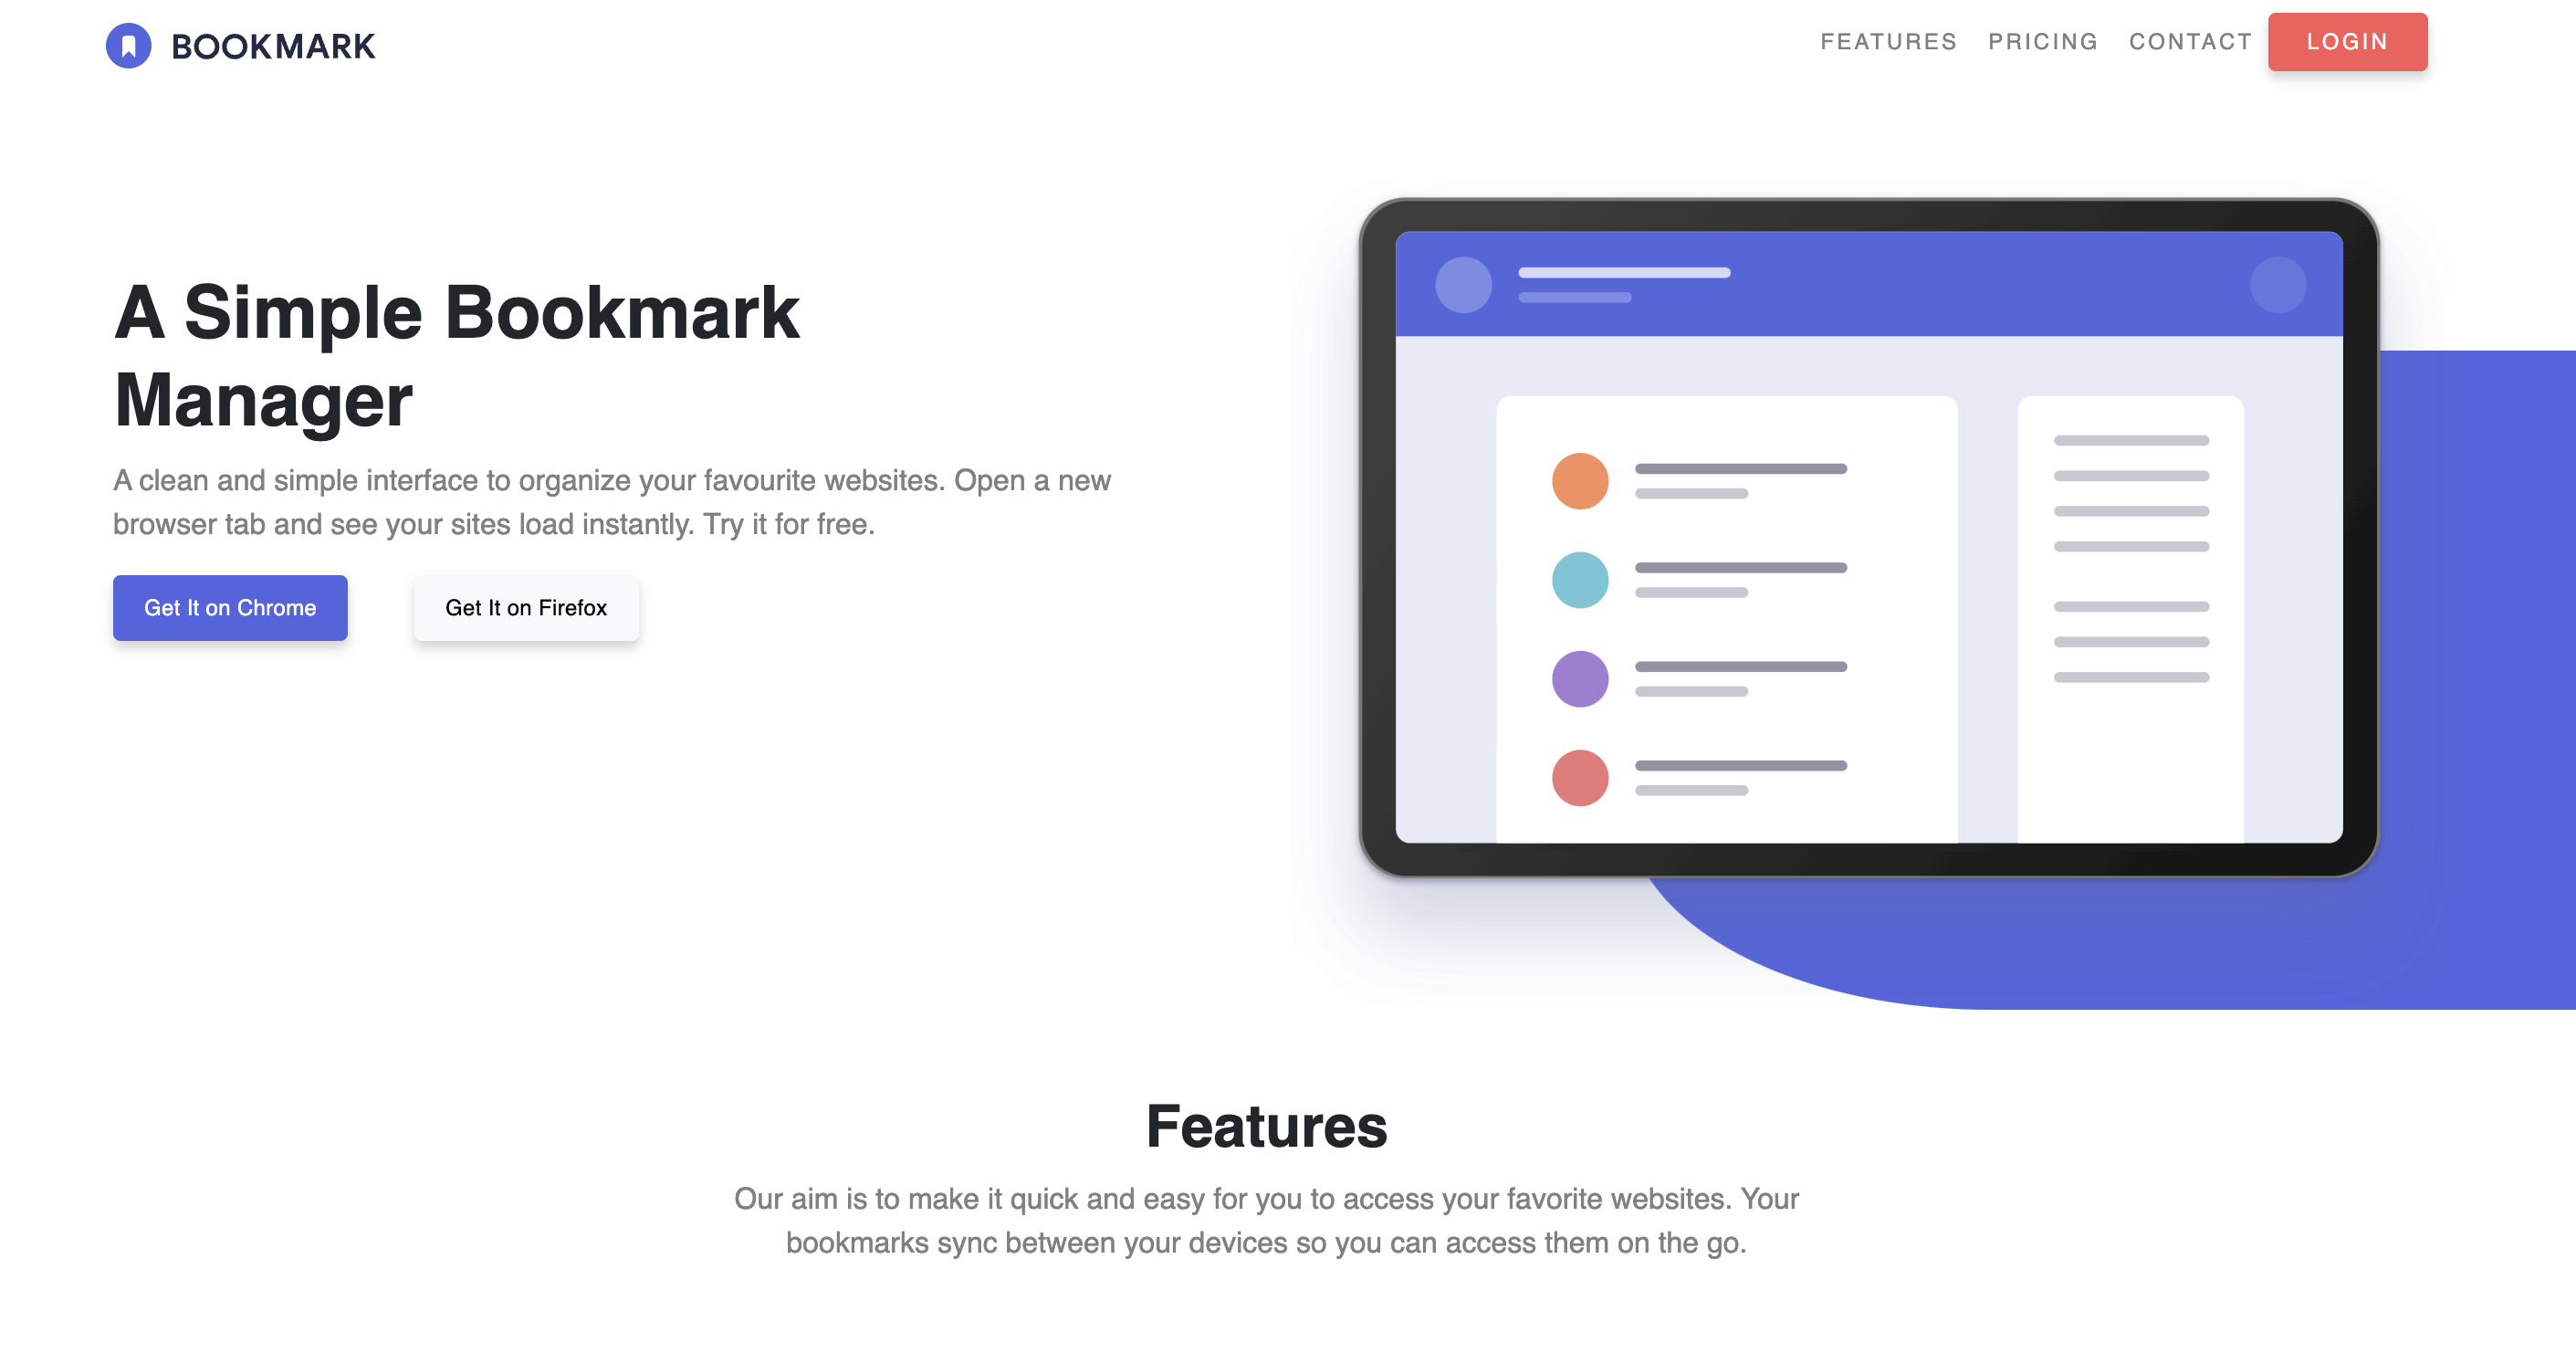 BOOKMARK
FEATURES PRICING CONTACT LOGIN
A Simple Bookmark
Manager
A clean and simple interface to organize your favourite websites. Open a new
browser tab and see your sites load instantly. Try it for free.
Get It on Chrome Get It on Firefox
Features
Our aim is to make it quick and easy for you to access your favorite websites. Your
bookmarks sync between your devices so you can access them on the go.